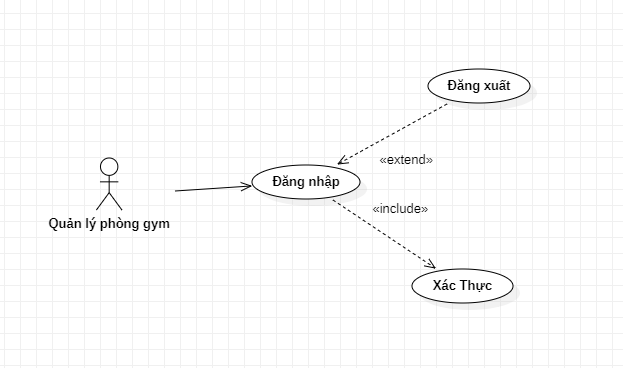 Đăng xuất
«extend»
Đăng nhập
«include»
Quản lý phòng gym
Xác Thực